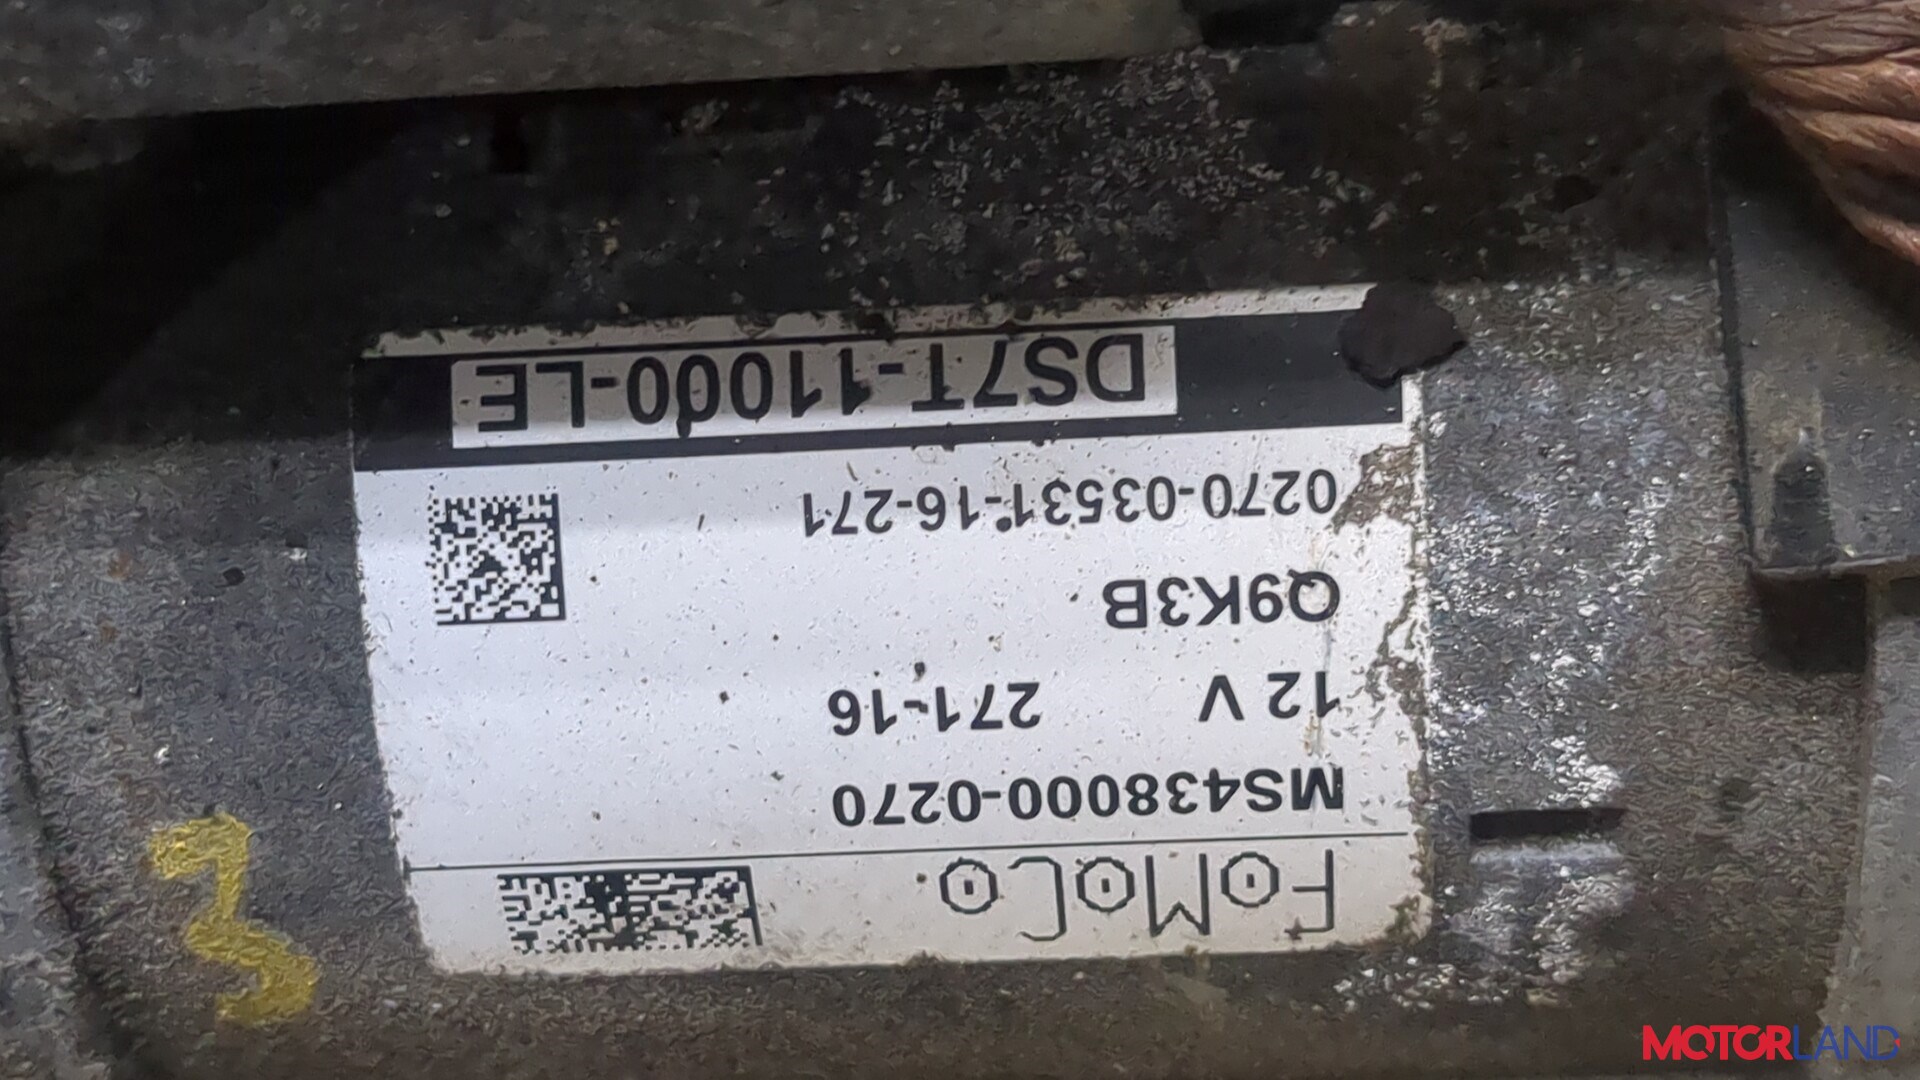 FoMoCo
MS438000-0270
12 V 271-16
Q9K3B
0270-03531-16-271
DS7T-11000-LE
MOTORLAND